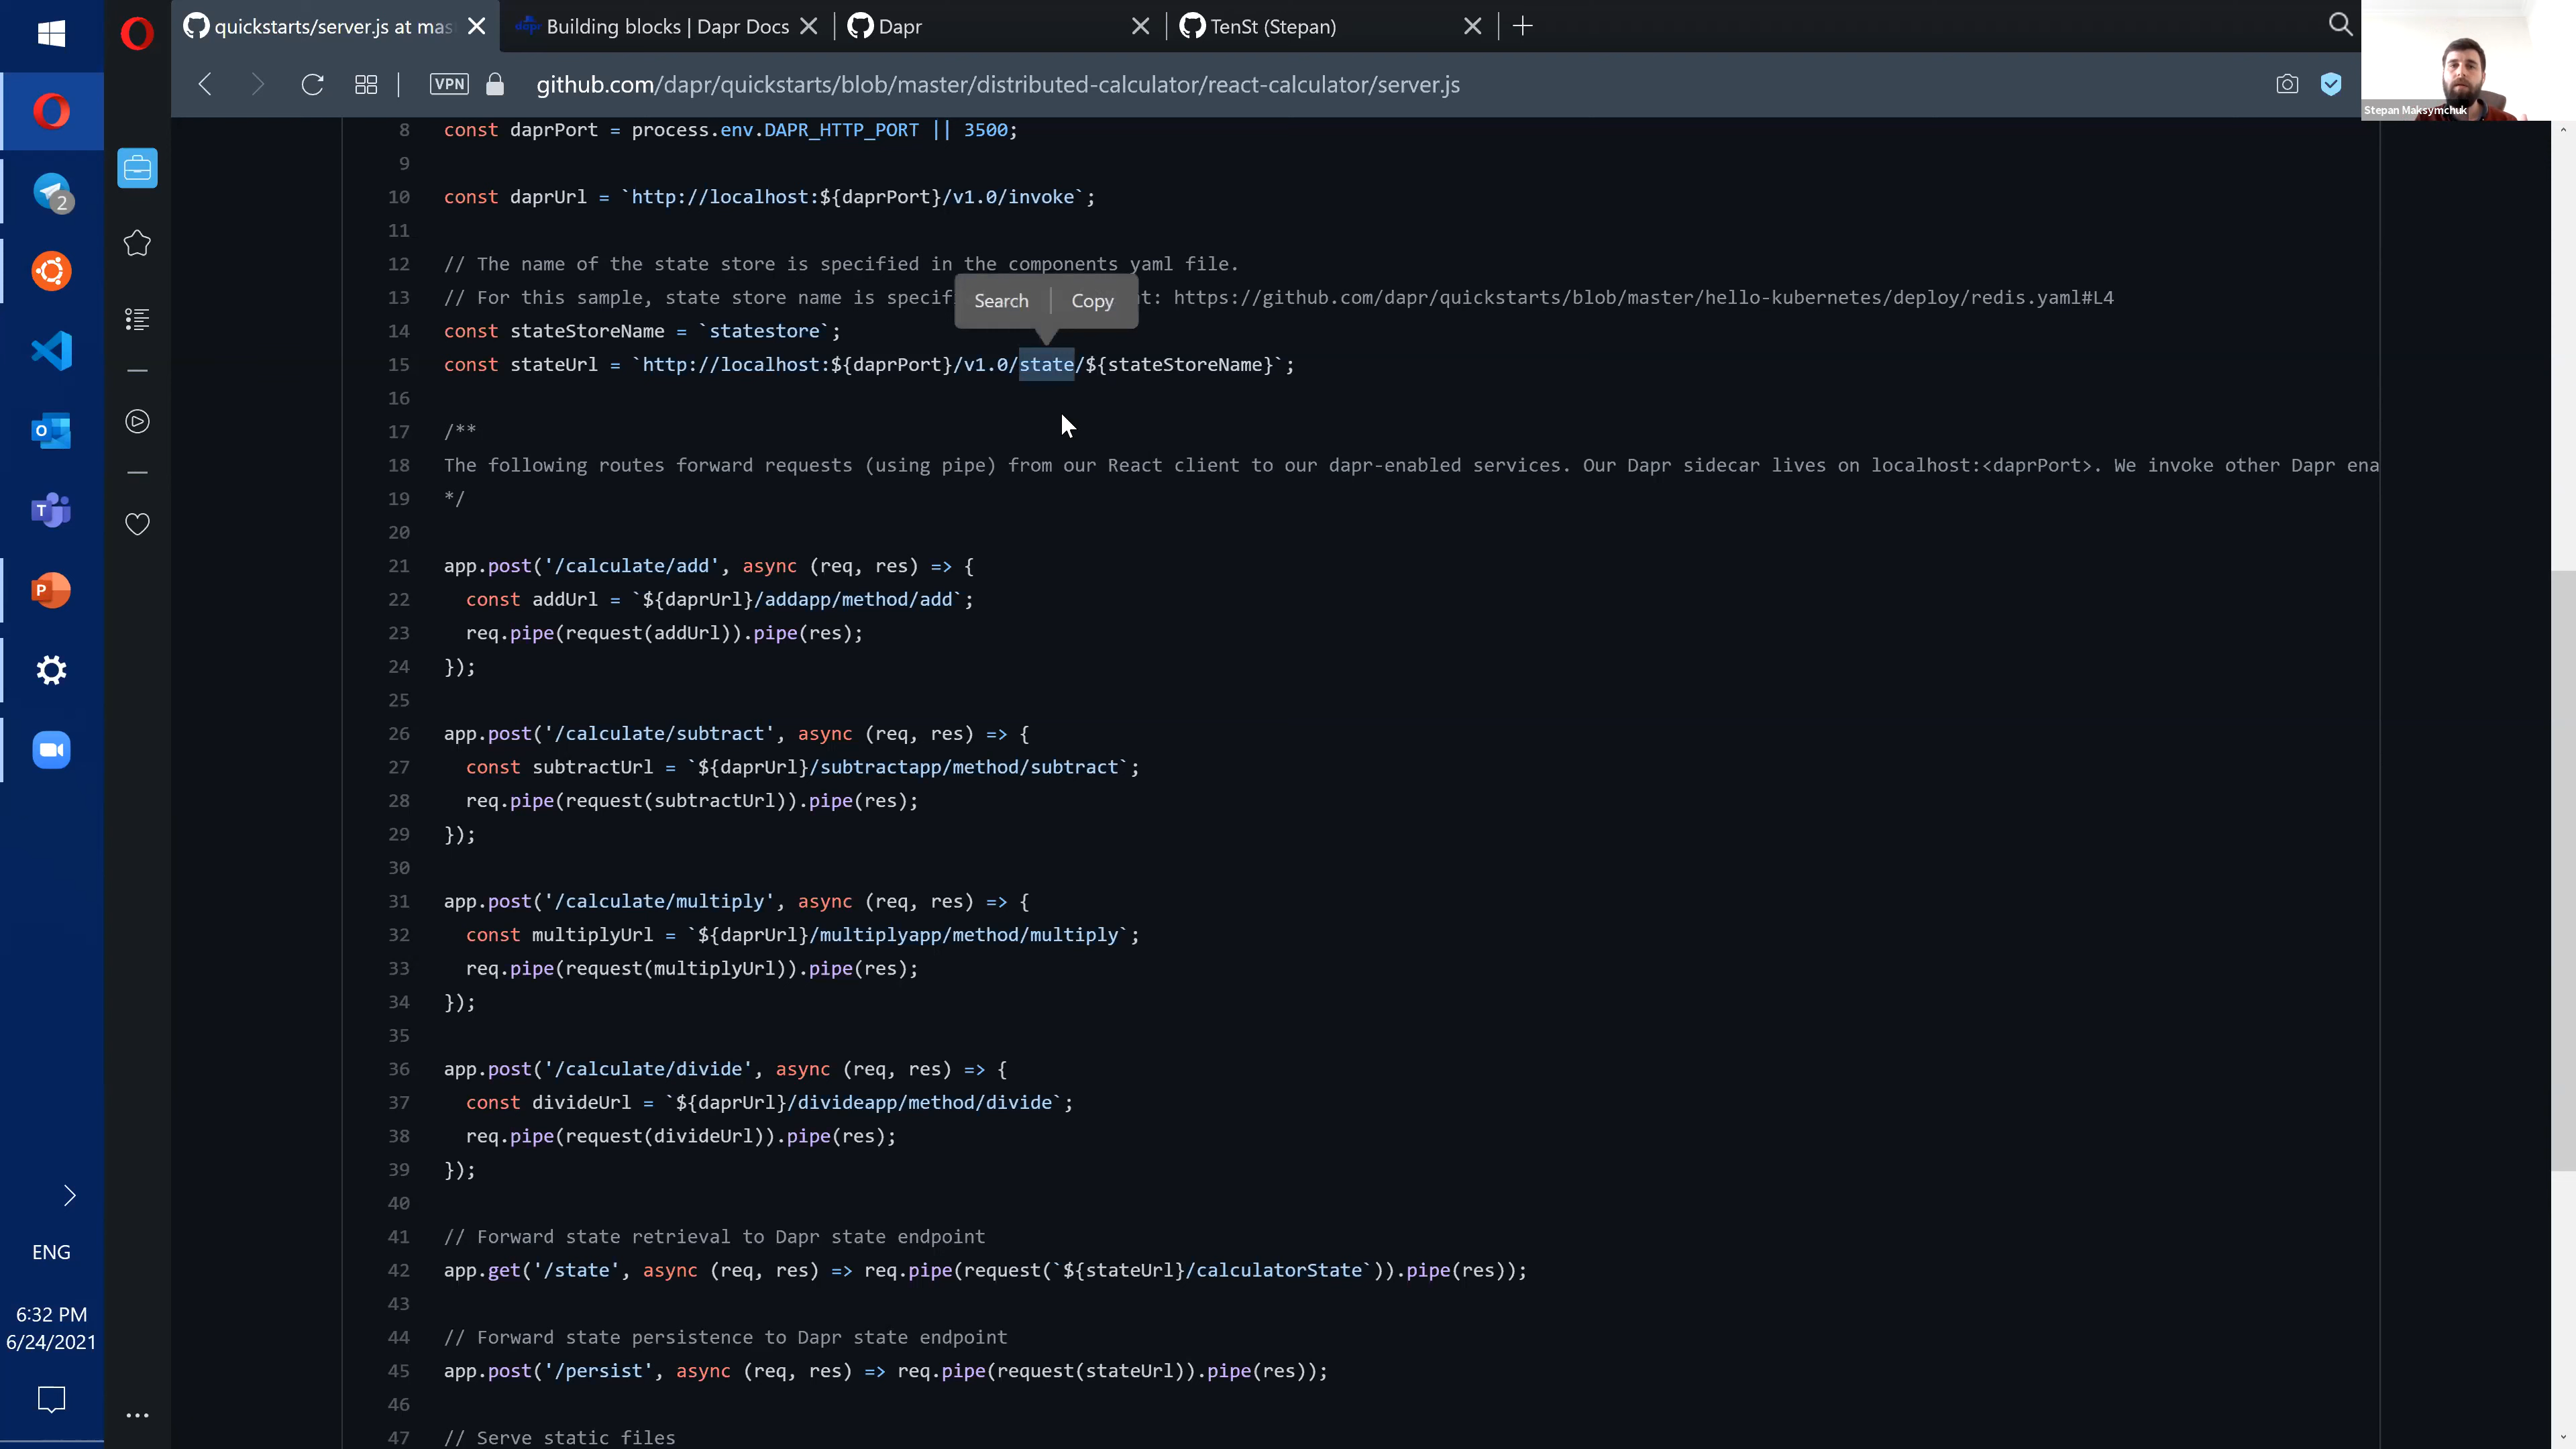 quickstarts/server.js at mas
Building blocks | Dapr Docs
Dapr
TenSt (Stepan)
VPN
github.com/dapr/quickstarts/blob/master/distributed-calculator/react-calculator/server.js
Stepan Maksymchuk
8 const daprPort = process.env.DAPR_HTTP_PORT || 3500;
9
10 const daprUrl = `http://localhost:${daprPort}/v1.0/invoke`;
11
12 // The name of the state store is specified in the components yaml file.
13 // For this sample, state store name is specif t: https://github.com/dapr/quickstarts/blob/master/hello-kubernetes/deploy/redis.yaml#L4
Search Copy
14 const stateStoreName = `statestore`;
15 const stateUrl = `http://localhost:${daprPort}/v1.0/state/${stateStoreName}`;
16
17 /**
18 The following routes forward requests (using pipe) from our React client to our dapr-enabled services. Our Dapr sidecar lives on localhost:<daprPort>. We invoke other Dapr ena
19 */
20
21 app.post('/calculate/add', async (req, res) => {
22 const addUrl = `${daprUrl}/addapp/method/add`;
23 req.pipe(request(addUrl)).pipe(res);
24 });
25
26 app.post('/calculate/subtract', async (req, res) => {
27 const subtractUrl = `${daprUrl}/subtractapp/method/subtract`;
28 req.pipe(request(subtractUrl)).pipe(res);
29 });
30
31 app.post('/calculate/multiply', async (req, res) => {
32 const multiplyUrl = `${daprUrl}/multiplyapp/method/multiply`;
33 req.pipe(request(multiplyUrl)).pipe(res);
34 });
35
36 app.post('/calculate/divide', async (req, res) => {
37 const divideUrl = `${daprUrl}/divideapp/method/divide`;
38 req.pipe(request(divideUrl)).pipe(res);
39 });
40
41 // Forward state retrieval to Dapr state endpoint
42 app.get('/state', async (req, res) => req.pipe(request(`${stateUrl}/calculatorState`)).pipe(res));
43
44 // Forward state persistence to Dapr state endpoint
45 app.post('/persist', async (req, res) => req.pipe(request(stateUrl)).pipe(res));
46
47 // Serve static files
2
ENG
6:32 PM
6/24/2021